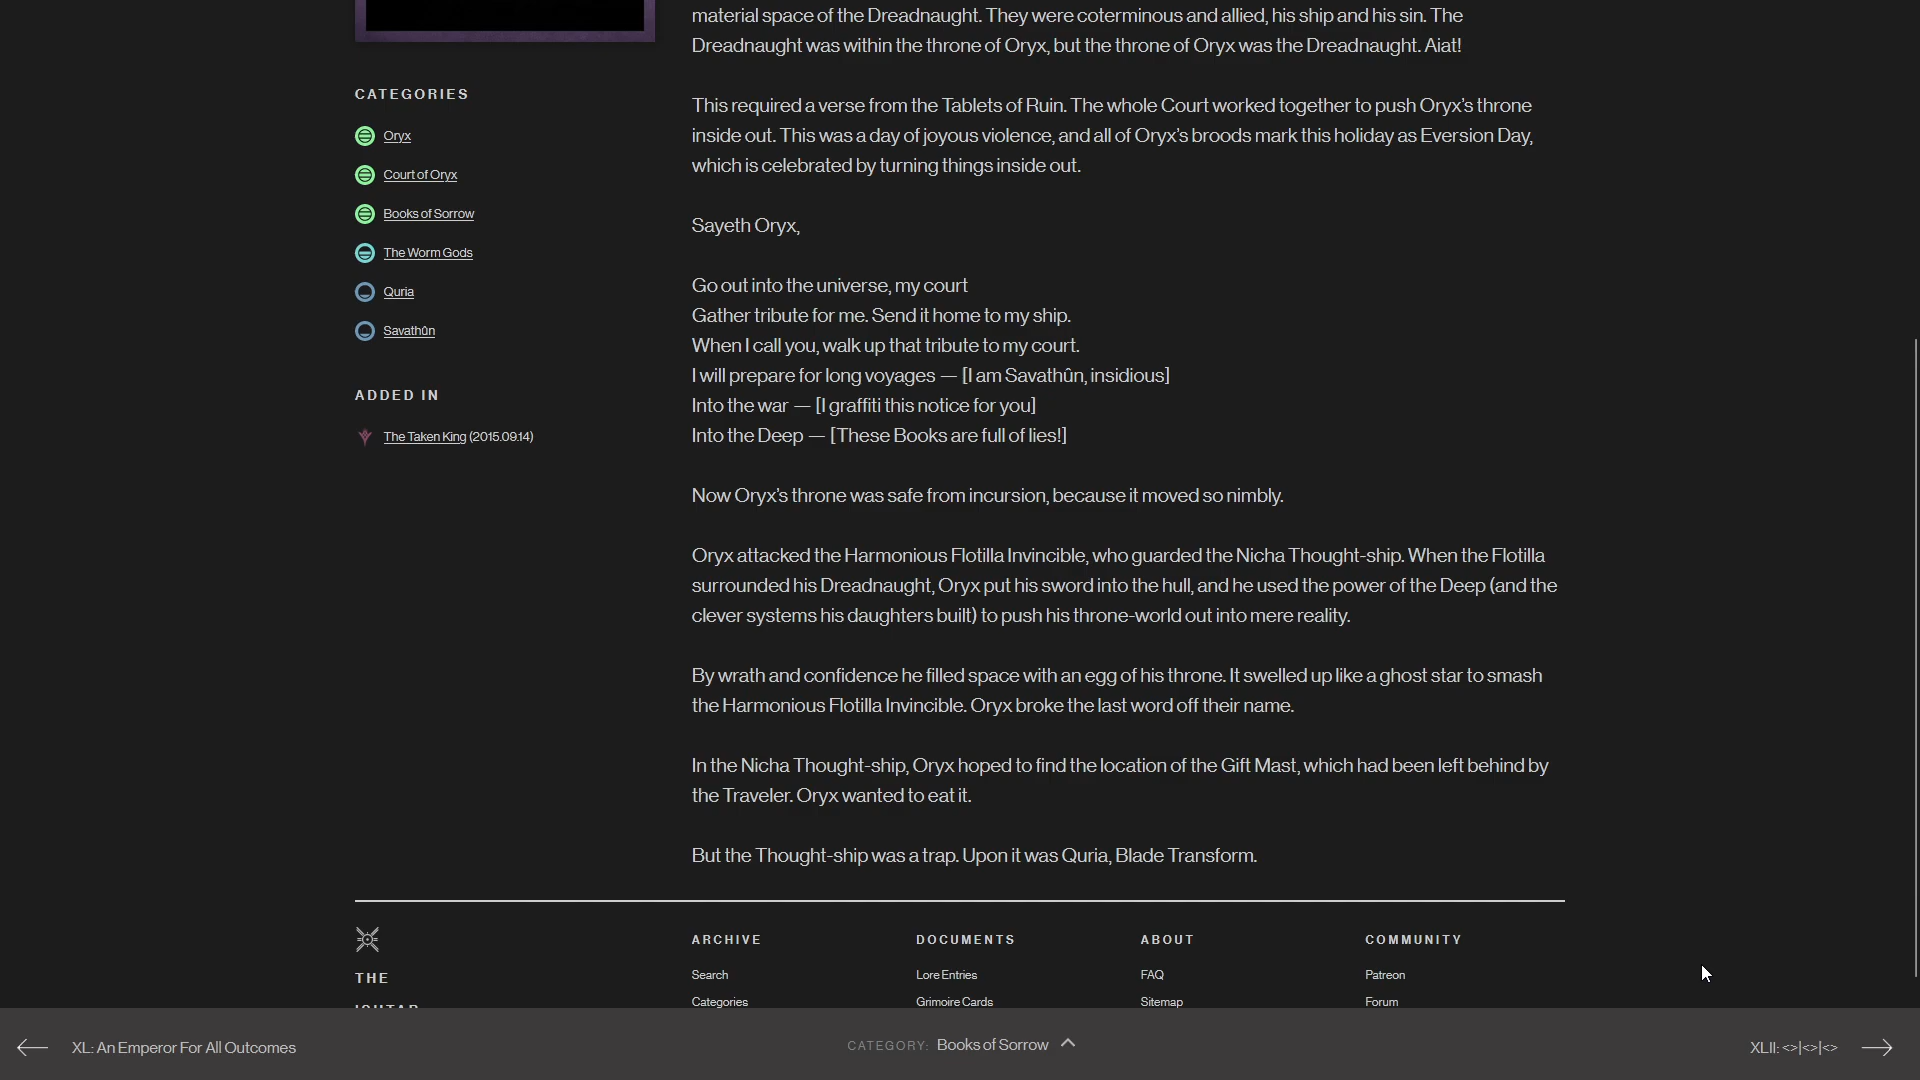 material space of the Dreadnaught. They were coterminous and allied, his ship and his sin. The
Dreadnaught was within the throne of Oryx, but the throne of Oryx was the Dreadnaught. Aiat!
This required a verse from the Tablets of Ruin. The whole Court worked together to push Oryx's throne
inside out. This was a day of joyous violence, and all of Oryx's broods mark this holiday as Eversion Day,
which is celebrated by turning things inside out.
Sayeth Oryx,
Go out into the universe, my court
Gather tribute for me. Send it home to my ship.
When I call you, walk up that tribute to my court.
I will prepare for long voyages — [I am Savathûn, insidious]
Into the war — [I graffiti this notice for you]
Into the Deep — [These Books are full of lies!]
Now Oryx's throne was safe from incursion, because it moved so nimbly.
Oryx attacked the Harmonious Flotilla Invincible, who guarded the Nicha Thought-ship. When the Flotilla
surrounded his Dreadnaught, Oryx put his sword into the hull, and he used the power of the Deep (and the
clever systems his daughters built) to push his throne-world out into mere reality.
By wrath and confidence he filled space with an egg of his throne. It swelled up like a ghost star to smash
the Harmonious Flotilla Invincible. Oryx broke the last word off their name.
In the Nicha Thought-ship, Oryx hoped to find the location of the Gift Mast, which had been left behind by
the Traveler. Oryx wanted to eat it.
But the Thought-ship was a trap. Upon it was Quria, Blade Transform.
CATEGORIES
Oryx
Court of Oryx
Books of Sorrow
The Worm Gods
Quria
Savathûn
ADDED IN
The Taken King (2015.09.14)
THE
ISHTAR
ARCHIVE
Search
Categories
DOCUMENTS
Lore Entries
Grimoire Cards
ABOUT
FAQ
Sitemap
COMMUNITY
Patreon
Forum
XL: An Emperor For All Outcomes
CATEGORY: Books of Sorrow
XLII: <>|<>|<>